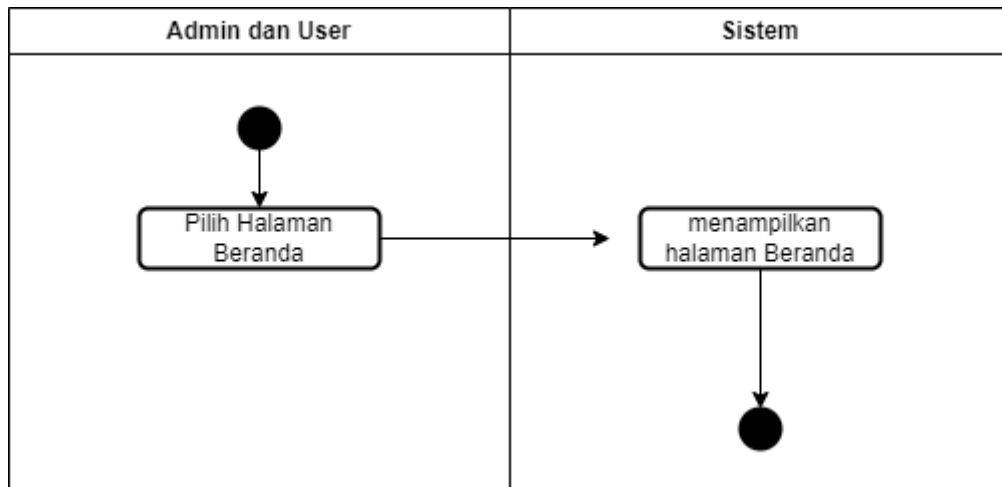 Admin dan User
Sistem
Pilih Halaman
Beranda
menampilkan
halaman Beranda